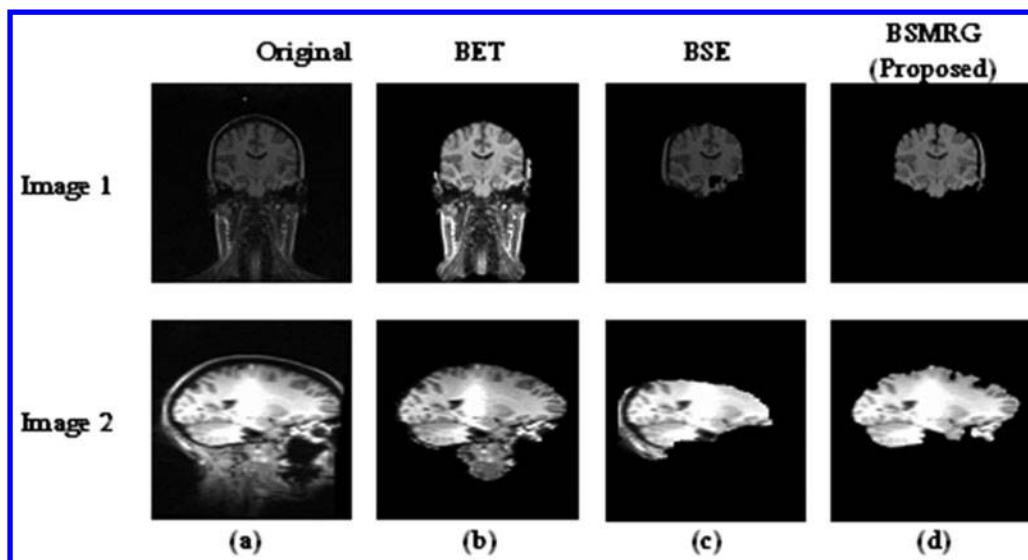 Original BET BSE BSMRG
(Proposed)
Image 1
Image 2
(a) (b) (c) (d)